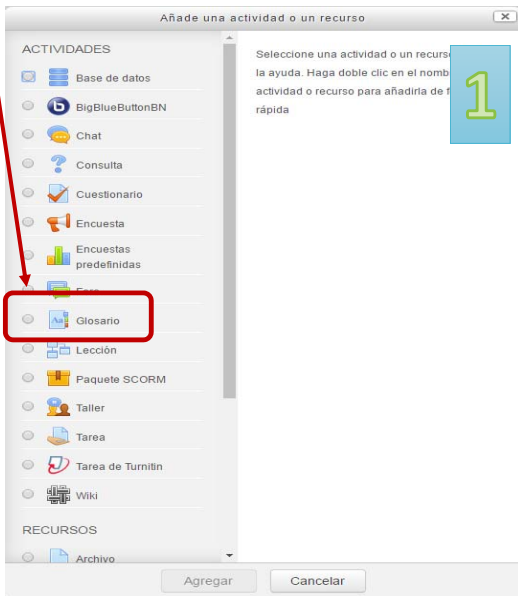 Añade una actividad o un recurso
ACTIVIDADES
Base de datos
BigBlueButtonBN
Chat
Consulta
Cuestionario
Encuesta
Encuestas
predefinidas
Foro
Glosario
Lección
Paquete SCORM
Taller
Tarea
Tarea de Turnitin
Wiki
RECURSOS
Archivo
Seleccione una actividad o un recurs
la ayuda. Haga doble clic en el nomb
actividad o recurso para añadirla de f
rápida
1
Agregar
Cancelar